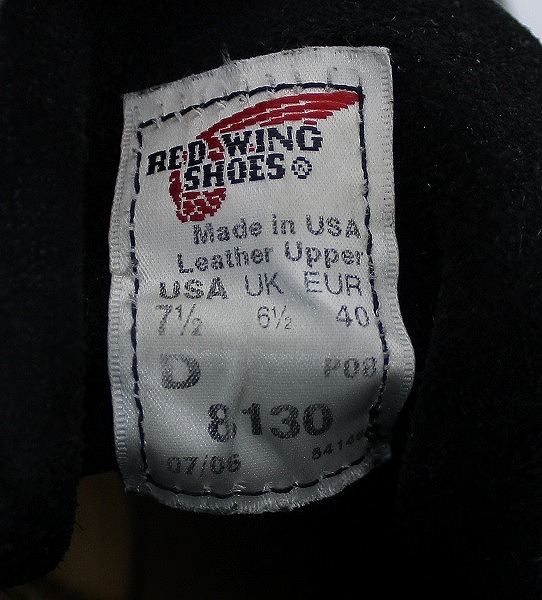 RED WING
SHOES ®
Made in USA
Leather Upper
USA UK EUR
7½ 6½ 40
D P08
8130
07/06